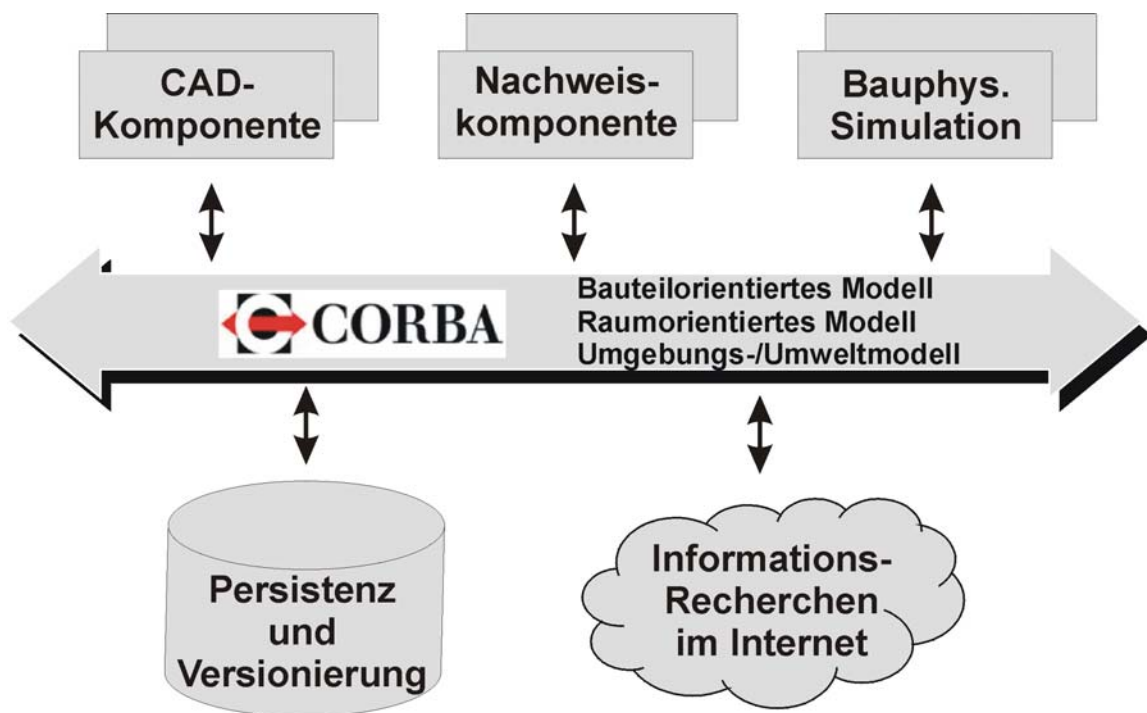 CAD-
Komponente
Nachweis-
komponente
Bauphys.
Simulation
CORBA
Bauteilorientiertes Modell
Raumorientiertes Modell
Umgebungs-/Umweltmodell
Persistenz
und
Versionierung
Informations-
Recherchen
im Internet